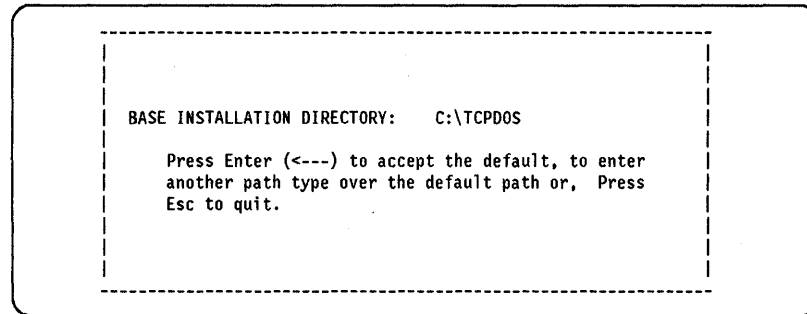 BASE INSTALLATION DIRECTORY: C:\TCPDOS
Press Enter (<---) to accept the default, to enter
another path type over the default path or, Press
Esc to quit.